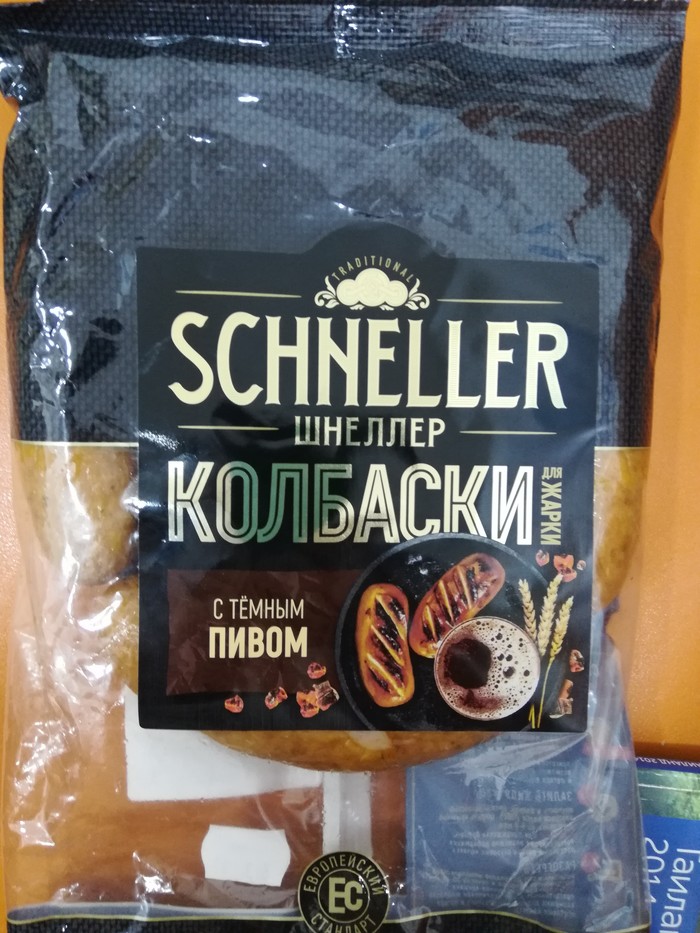 TRADITIONAL
SCHNELLER
ШНЕЛЛЕР
КОЛБАСКИ
ДЛЯ ЖАРКИ
С ТЁМНЫМ
ПИВОМ
ЕВРОПЕЙСКИЙ
ЕС
СТАНДАРТ